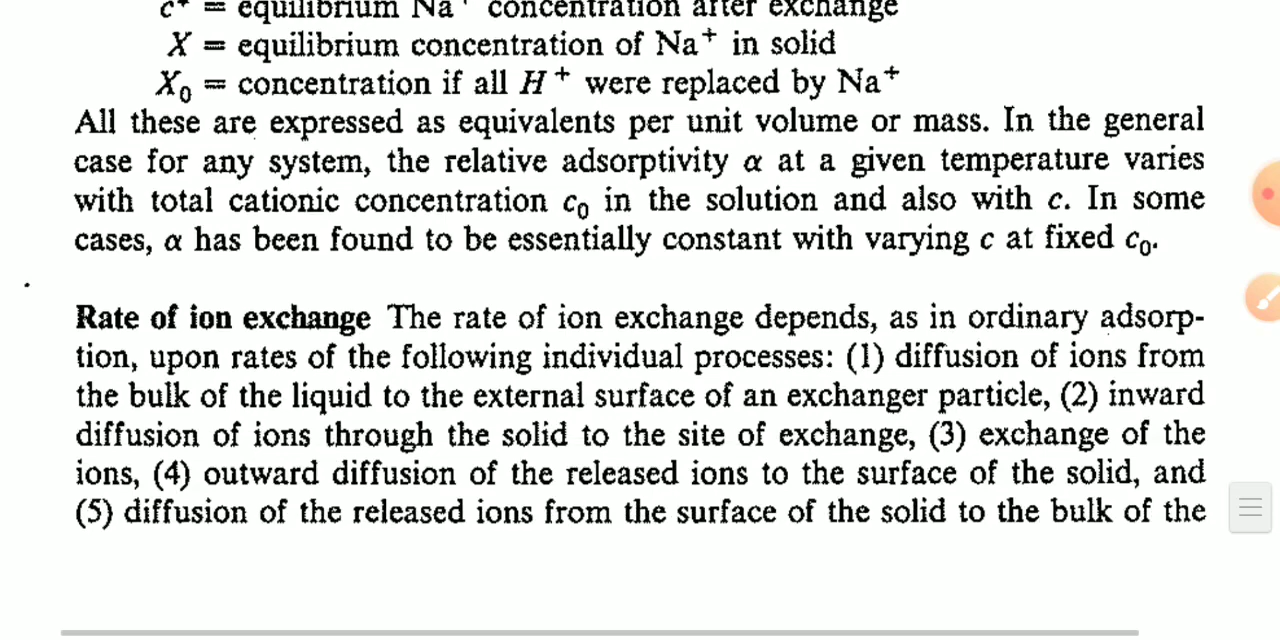 c* = equilibrium Na⁺ concentration after exchange
X = equilibrium concentration of Na⁺ in solid
X₀ = concentration if all H⁺ were replaced by Na⁺
All these are expressed as equivalents per unit volume or mass. In the general
case for any system, the relative adsorptivity α at a given temperature varies
with total cationic concentration c₀ in the solution and also with c. In some
cases, α has been found to be essentially constant with varying c at fixed c₀.
Rate of ion exchange The rate of ion exchange depends, as in ordinary adsorp-
tion, upon rates of the following individual processes: (1) diffusion of ions from
the bulk of the liquid to the external surface of an exchanger particle, (2) inward
diffusion of ions through the solid to the site of exchange, (3) exchange of the
ions, (4) outward diffusion of the released ions to the surface of the solid, and
(5) diffusion of the released ions from the surface of the solid to the bulk of the